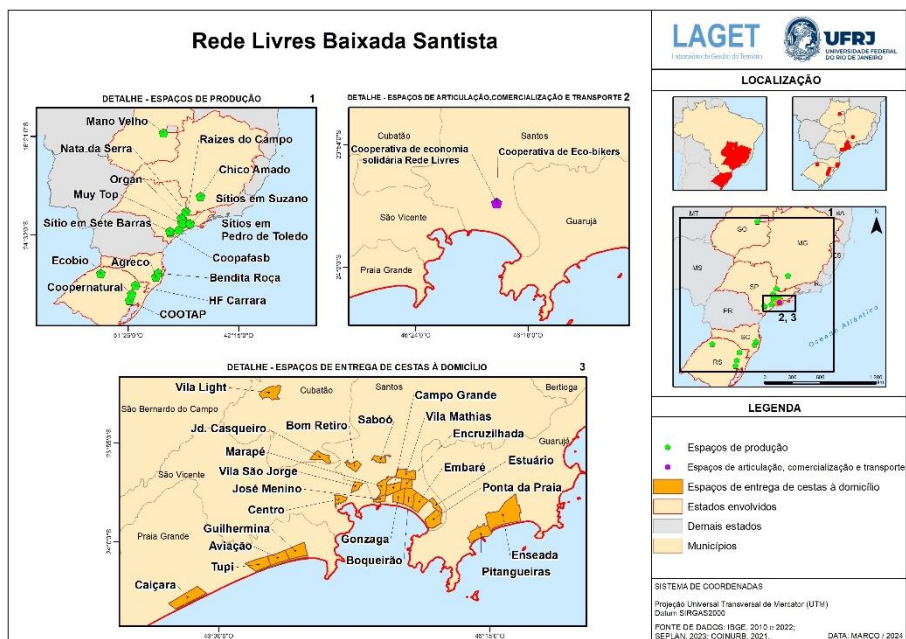 Rede Livres Baixada Santista
DETALHE - ESPAÇOS DE PRODUÇÃO 1
Mano Velho
Nata da Serra
Organ
Muy Top
Sítio em Sete Barras
Ecobio
Agreco
Coopernatural
COOTAP
Raízes do Campo
Chico Amado
Sítios em Suzano
Sítios em
Pedro de Toledo
Coopafasb
Bendita Roça
HF Carrara
DETALHE - ESPAÇOS DE ARTICULAÇÃO, COMERCIALIZAÇÃO E TRANSPORTE 2
Cubatão
Santos
Cooperativa de economia
solidária Rede Livres
Cooperativa de Eco-bikers
São Vicente
Guarujá
Praia Grande
DETALHE - ESPAÇOS DE ENTREGA DE CESTAS À DOMICÍLIO 3
Vila Light
Cubatão
Santos
Bertioga
São Bernardo do Campo
Campo Grande
Bom Retiro
Saboó
Vila Mathias
Jd. Casqueiro
Encruzilhada
Guarujá
Marapé
Embaré
Estuário
São Vicente
Vila São Jorge
José Menino
Ponta da Praia
Centro
Praia Grande
Guilhermina
Gonzaga
Aviação
Boqueirão
Enseada
Tupi
Pitangueiras
Caiçara
LAGET
Laboratório de Gestão do Território
UFRJ
UNIVERSIDADE FEDERAL
DO RIO DE JANEIRO
LOCALIZAÇÃO
1
MT
GO
BA
N
MG
MS
ES
SP
RJ
PR
2, 3
SC
RS
Oceano Atlântico
LEGENDA
Espaços de produção
Espaços de articulação, comercialização e transporte
Espaços de entrega de cestas à domicílio
Estados envolvidos
Demais estados
Municípios
SISTEMA DE COORDENADAS
Projeção Universal Transversal de Mercator (UTM)
Datum SIRGAS2000
FONTE DE DADOS: IBGE, 2010 e 2022;
SEPLAN, 2023; COINURB, 2021.
DATA: MARÇO / 2024